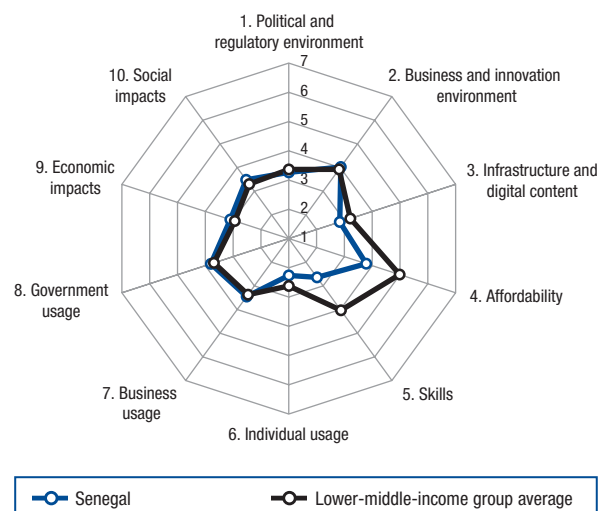 1. Political and
regulatory environment
2. Business and innovation
environment
3. Infrastructure and
digital content
4. Affordability
5. Skills
6. Individual usage
7. Business
usage
8. Government
usage
9. Economic
impacts
10. Social
impacts
7
6
5
4
3
2
1
Senegal
Lower-middle-income group average